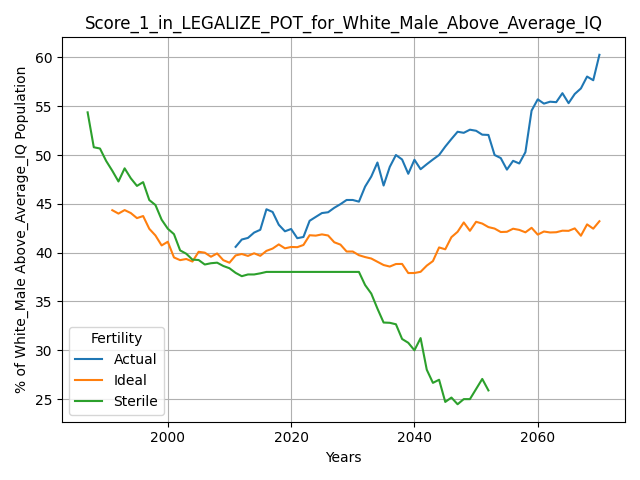 Score_1_in_LEGALIZE_POT_for_White_Male_Above_Average_IQ
% of White_Male Above_Average_IQ Population
60
55
50
45
40
35
30
25
Fertility
Actual
Ideal
Sterile
2000
2020
2040
2060
Years